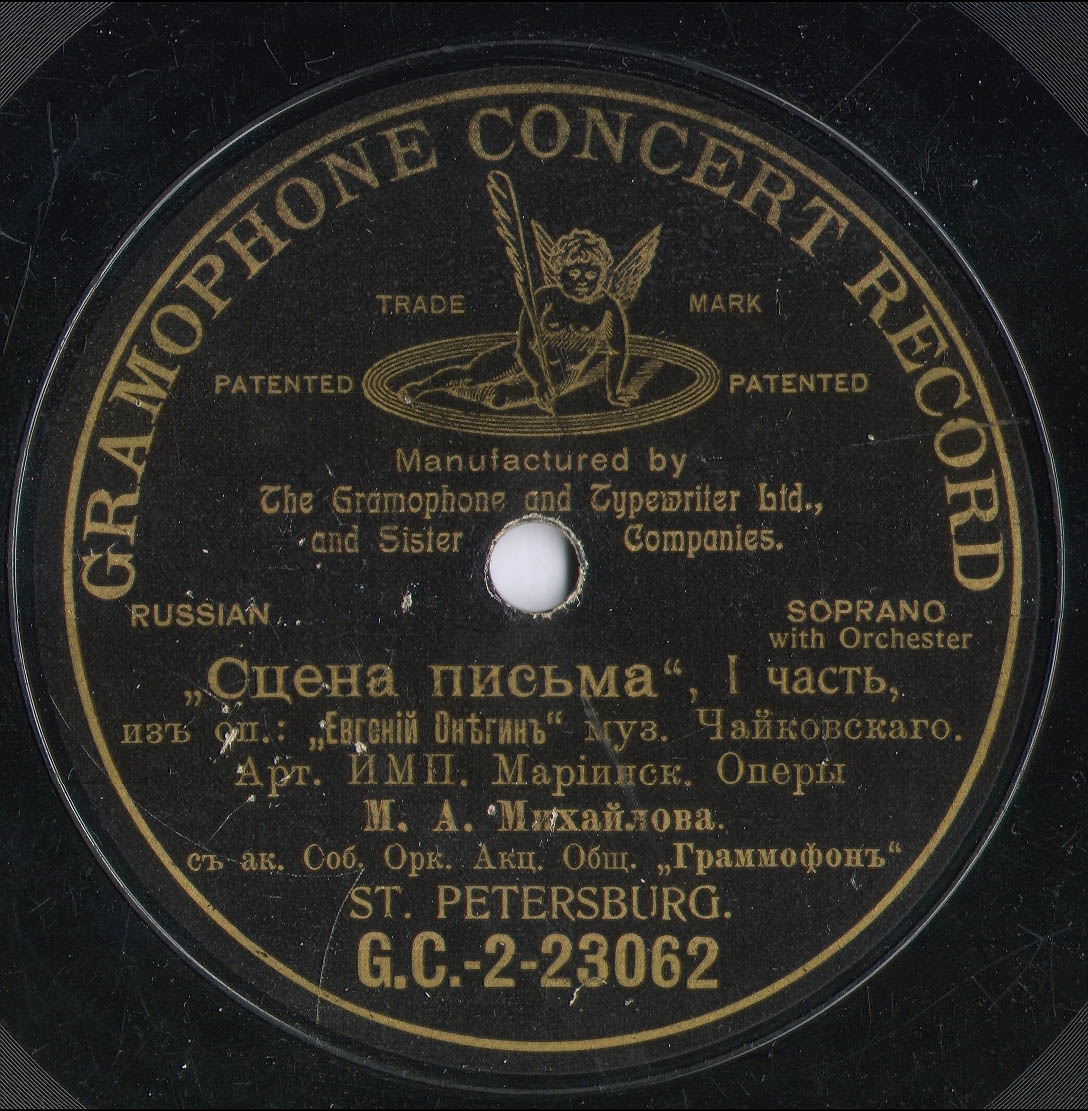 GRAMOPHONE CONCERT RECORD
TRADE MARK
PATENTED PATENTED
Manufactured by
The Gramophone and Typewriter Ltd.,
and Sister Companies.
RUSSIAN SOPRANO
with Orchester
„Сцена письма“, I часть,
изъ оп.: „Евгеній Онѣгинъ“ муз. Чайковскаго.
Арт. ИМП. Маріинск. Оперы
М. А. Михайлова.
съ ак. Соб. Орк. Акц. Общ. „Граммофонъ“
ST. PETERSBURG.
G.C.-2-23062